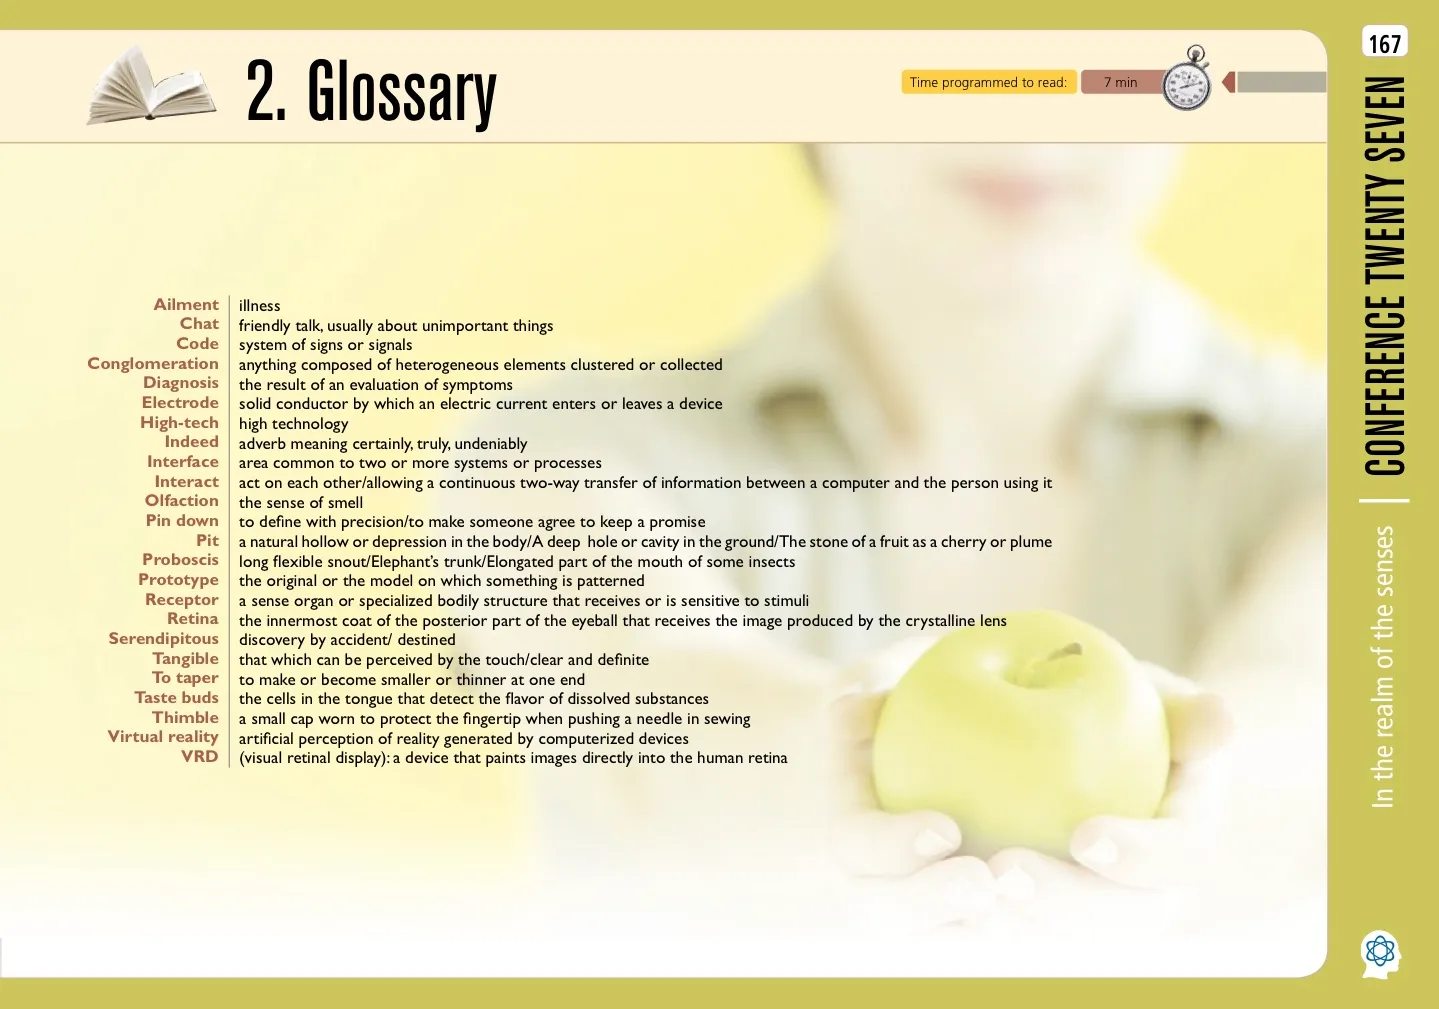 2. Glossary
Time programmed to read:
7 min
167
CONFERENCE TWENTY SEVEN
In the realm of the senses
Ailment illness
Chat friendly talk, usually about unimportant things
Code system of signs or signals
Conglomeration anything composed of heterogeneous elements clustered or collected
Diagnosis the result of an evaluation of symptoms
Electrode solid conductor by which an electric current enters or leaves a device
High-tech high technology
Indeed adverb meaning certainly, truly, undeniably
Interface area common to two or more systems or processes
Interact act on each other/allowing a continuous two-way transfer of information between a computer and the person using it
Olfaction the sense of smell
Pin down to define with precision/to make someone agree to keep a promise
Pit a natural hollow or depression in the body/A deep hole or cavity in the ground/The stone of a fruit as a cherry or plume
Proboscis long flexible snout/Elephant's trunk/Elongated part of the mouth of some insects
Prototype the original or the model on which something is patterned
Receptor a sense organ or specialized bodily structure that receives or is sensitive to stimuli
Retina the innermost coat of the posterior part of the eyeball that receives the image produced by the crystalline lens
Serendipitous discovery by accident/ destined
Tangible that which can be perceived by the touch/clear and definite
To taper to make or become smaller or thinner at one end
Taste buds the cells in the tongue that detect the flavor of dissolved substances
Thimble a small cap worn to protect the fingertip when pushing a needle in sewing
Virtual reality artificial perception of reality generated by computerized devices
VRD (visual retinal display): a device that paints images directly into the human retina